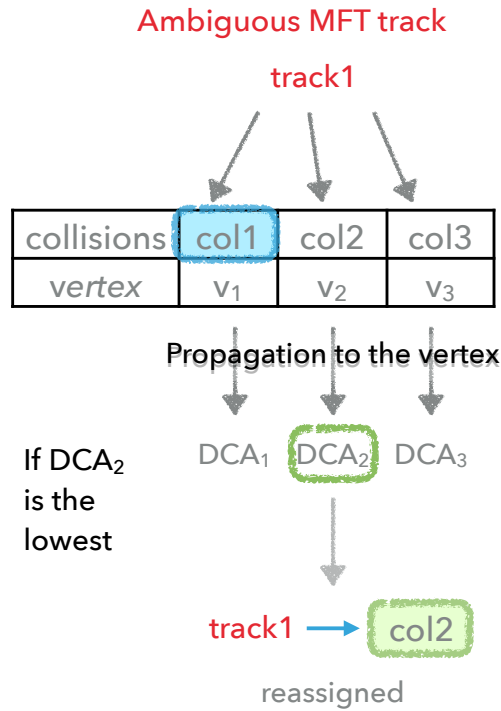 Ambiguous MFT track
track1
collisions col1 col2 col3
vertex v₁ v₂ v₃
Propagation to the vertex
DCA₁ DCA₂ DCA₃
If DCA₂
is the
lowest
track1 col2
reassigned